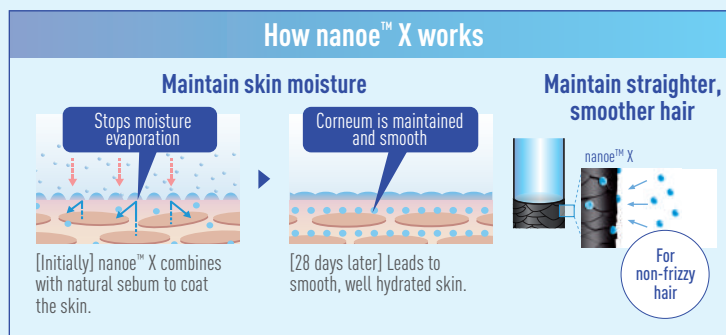 How nanoe™ X works
Maintain skin moisture
Stops moisture
evaporation
[Initially] nanoe™ X combines
with natural sebum to coat
the skin.
Corneum is maintained
and smooth
[28 days later] Leads to
smooth, well hydrated skin.
Maintain straighter,
smoother hair
nanoe™ X
For
non-frizzy
hair